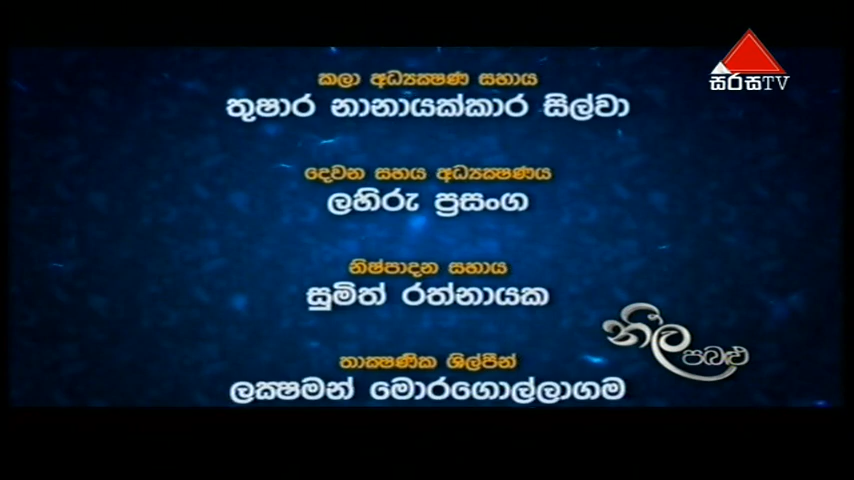 සිරසTV
කලා අධ්‍යක්ෂණ සහාය
තුෂාර නානායක්කාර සිල්වා
දෙවන සහය අධ්‍යක්ෂණය
ලහිරු ප්‍රසංග
නිෂ්පාදන සහාය
සුමිත් රත්නායක
නීල
පබළු
තාක්ෂණික ශිල්පීන්
ලක්ෂමන් මොරගොල්ලාගම